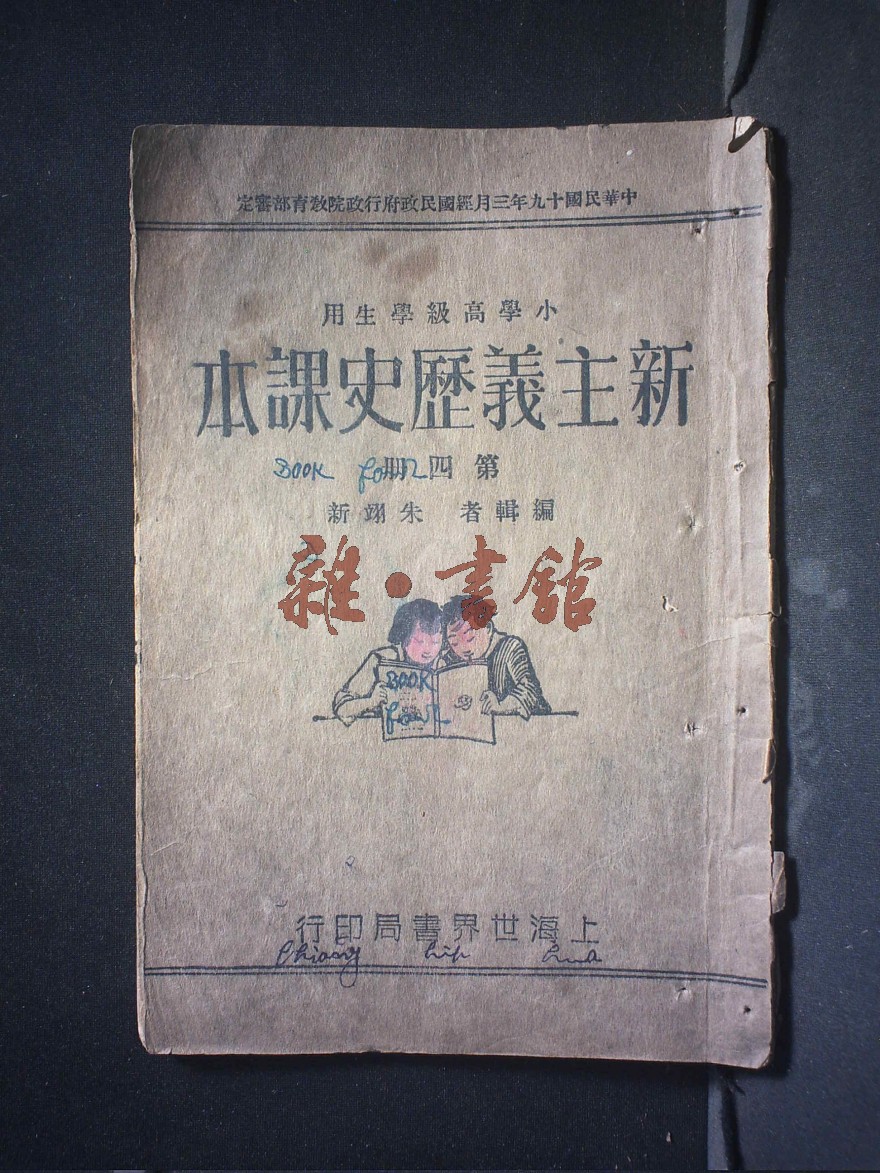 中華民國十九年三月經國民政府行政院教育部審定
小學高級學生用
新主義歷史課本
第四册
BOOK four
編輯者 朱翊新
雜·書舘
BOOK
four
上海世界書局印行
Chiang